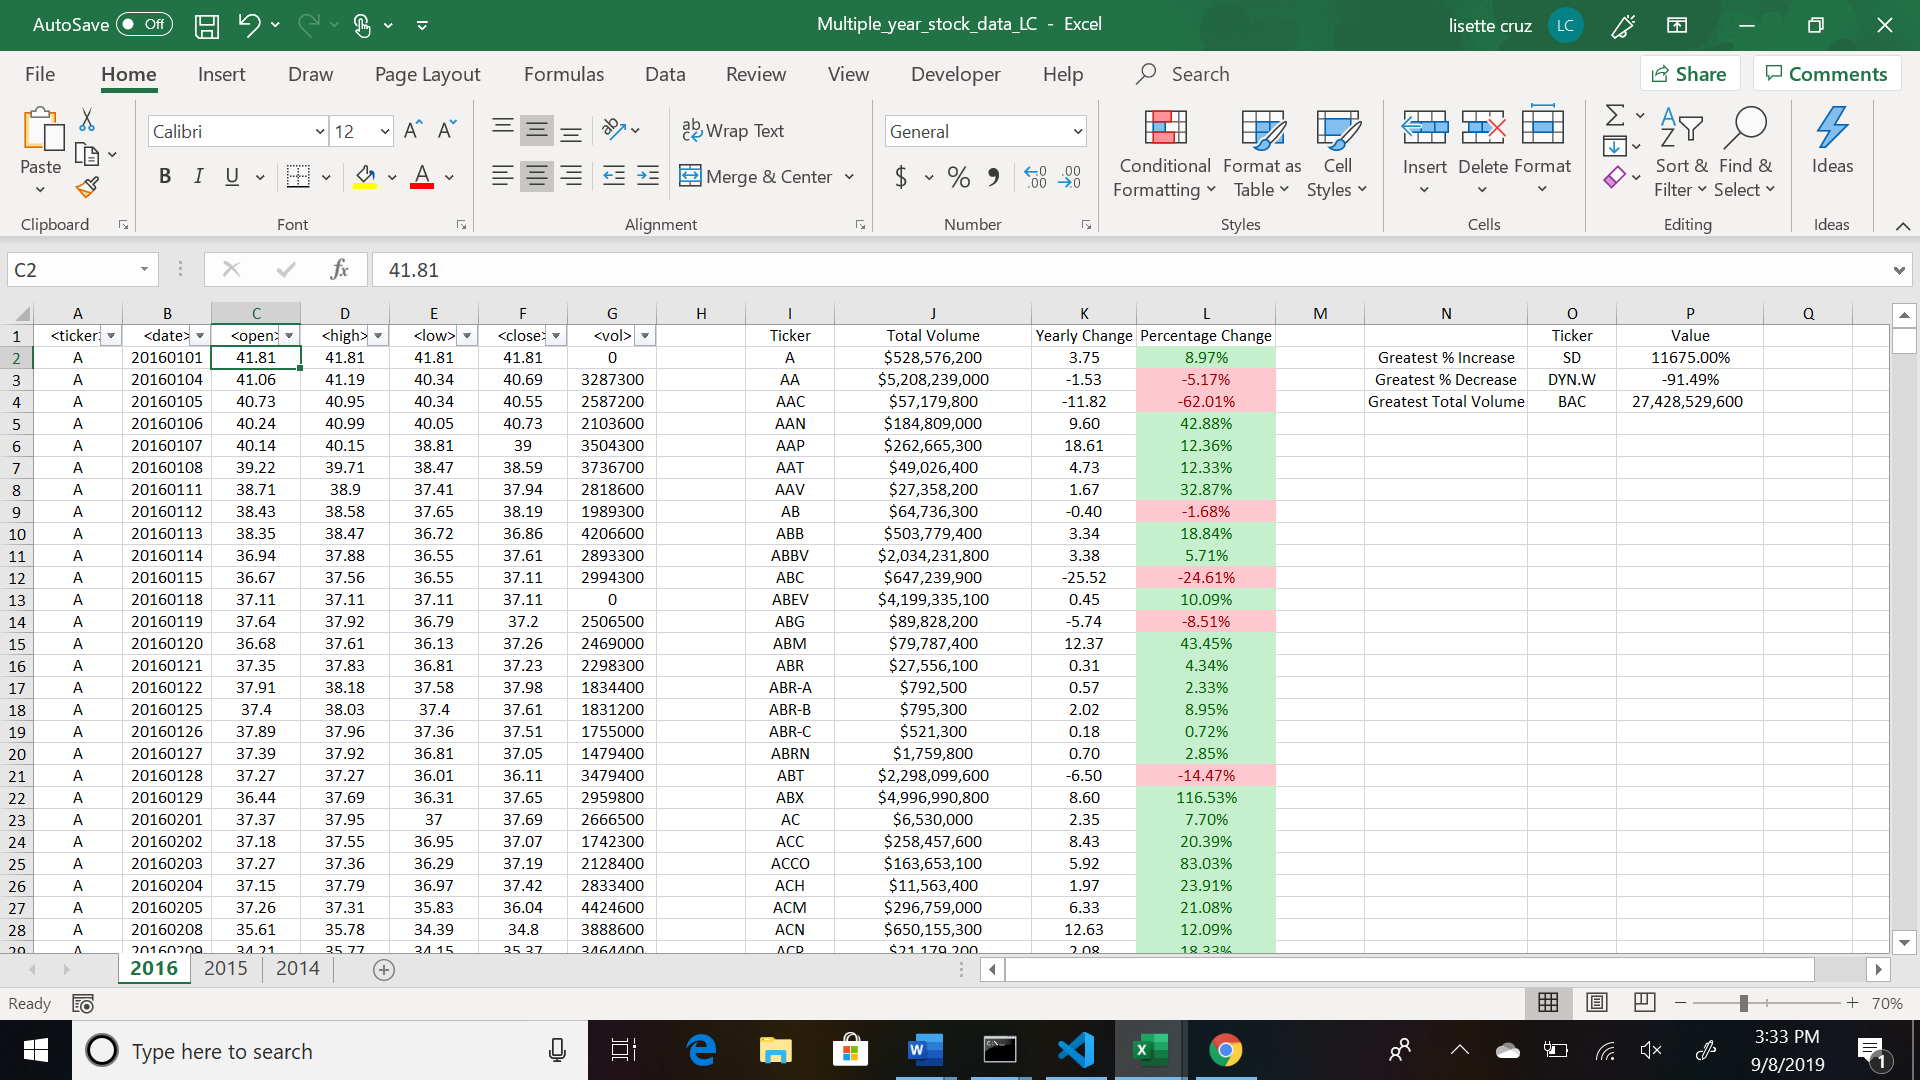 AutoSave Off Multiple_year_stock_data_LC - Excel lisette cruz LC
File Home Insert Draw Page Layout Formulas Data Review View Developer Help Search Share Comments
Calibri 12 ab Wrap Text General
Paste Conditional Format as Cell Insert Delete Format Sort & Find & Ideas
B I U A Merge & Center $ % Formatting Table Styles Filter Select
Clipboard Font Alignment Number Styles Cells Editing Ideas
C2 fx 41.81
A B C D E F G H I J K L M N O P Q
1 <ticker> <date> <open> <high> <low> <close> <vol> Ticker Total Volume Yearly Change Percentage Change Ticker Value
2 A 20160101 41.81 41.81 41.81 41.81 0 A $528,576,200 3.75 8.97% Greatest % Increase SD 11675.00%
3 A 20160104 41.06 41.19 40.34 40.69 3287300 AA $5,208,239,000 -1.53 -5.17% Greatest % Decrease DYN.W -91.49%
4 A 20160105 40.73 40.95 40.34 40.55 2587200 AAC $57,179,800 -11.82 -62.01% Greatest Total Volume BAC 27,428,529,600
5 A 20160106 40.24 40.99 40.05 40.73 2103600 AAN $184,809,000 9.60 42.88%
6 A 20160107 40.14 40.15 38.81 39 3504300 AAP $262,665,300 18.61 12.36%
7 A 20160108 39.22 39.71 38.47 38.59 3736700 AAT $49,026,400 4.73 12.33%
8 A 20160111 38.71 38.9 37.41 37.94 2818600 AAV $27,358,200 1.67 32.87%
9 A 20160112 38.43 38.58 37.65 38.19 1989300 AB $64,736,300 -0.40 -1.68%
10 A 20160113 38.35 38.47 36.72 36.86 4206600 ABB $503,779,400 3.34 18.84%
11 A 20160114 36.94 37.88 36.55 37.61 2893300 ABBV $2,034,231,800 3.38 5.71%
12 A 20160115 36.67 37.56 36.55 37.11 2994300 ABC $647,239,900 -25.52 -24.61%
13 A 20160118 37.11 37.11 37.11 37.11 0 ABEV $4,199,335,100 0.45 10.09%
14 A 20160119 37.64 37.92 36.79 37.2 2506500 ABG $89,828,200 -5.74 -8.51%
15 A 20160120 36.68 37.61 36.13 37.26 2469000 ABM $79,787,400 12.37 43.45%
16 A 20160121 37.35 37.83 36.81 37.23 2298300 ABR $27,556,100 0.31 4.34%
17 A 20160122 37.91 38.18 37.58 37.98 1834400 ABR-A $792,500 0.57 2.33%
18 A 20160125 37.4 38.03 37.4 37.61 1831200 ABR-B $795,300 2.02 8.95%
19 A 20160126 37.89 37.96 37.36 37.51 1755000 ABR-C $521,300 0.18 0.72%
20 A 20160127 37.39 37.92 36.81 37.05 1479400 ABRN $1,759,800 0.70 2.85%
21 A 20160128 37.27 37.27 36.01 36.11 3479400 ABT $2,298,099,600 -6.50 -14.47%
22 A 20160129 36.44 37.69 36.31 37.65 2959800 ABX $4,996,990,800 8.60 116.53%
23 A 20160201 37.37 37.95 37 37.69 2666500 AC $6,530,000 2.35 7.70%
24 A 20160202 37.18 37.55 36.95 37.07 1742300 ACC $258,457,600 8.43 20.39%
25 A 20160203 37.27 37.36 36.29 37.19 2128400 ACCO $163,653,100 5.92 83.03%
26 A 20160204 37.15 37.79 36.97 37.42 2833400 ACH $11,563,400 1.97 23.91%
27 A 20160205 37.26 37.31 35.83 36.04 4424600 ACM $296,759,000 6.33 21.08%
28 A 20160208 35.61 35.78 34.39 34.8 3888600 ACN $650,155,300 12.63 12.09%
29 A 20160209 34.21 35.77 34.15 35.37 3464400 ACP $21,179,200 2.08 18.33%
2016 2015 2014
Ready 70%
Type here to search 3:33 PM
9/8/2019 1